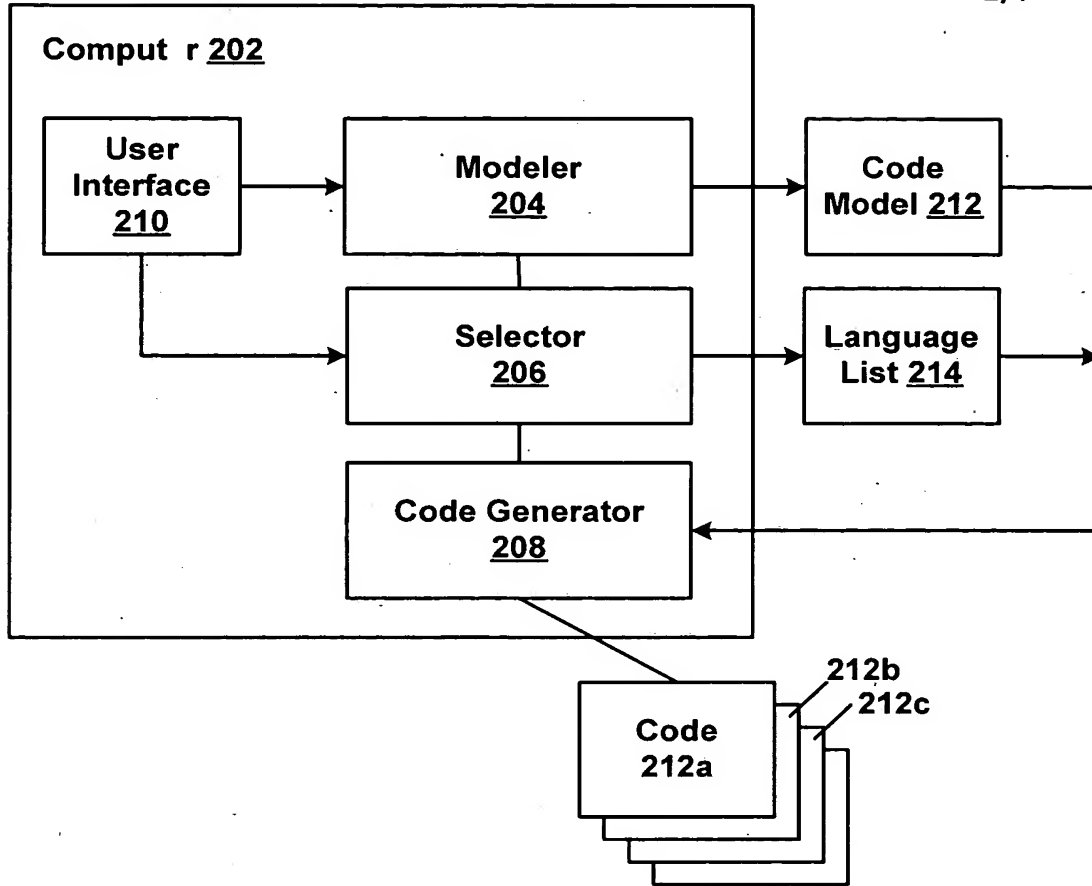 Comput r 202
User
Interface
210
Modeler
204
Code
Model 212
Selector
206
Language
List 214
Code Generator
208
212b
212c
Code
212a